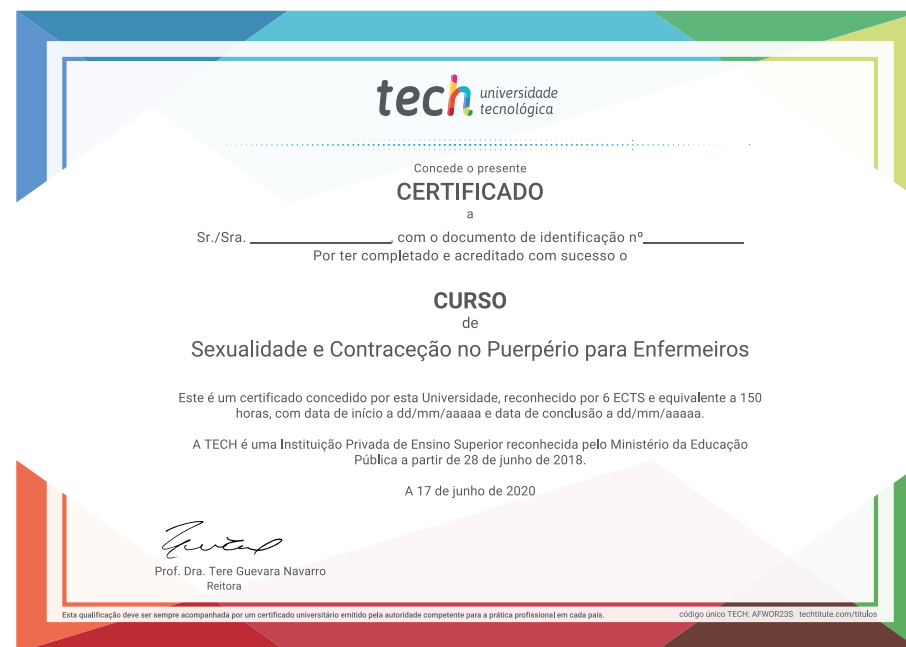 tech universidade
tecnológica
Concede o presente
CERTIFICADO
a
Sr./Sra. ____________________, com o documento de identificação nº______________
Por ter completado e acreditado com sucesso o
CURSO
de
Sexualidade e Contraceção no Puerpério para Enfermeiros
Este é um certificado concedido por esta Universidade, reconhecido por 6 ECTS e equivalente a 150
horas, com data de início a dd/mm/aaaaa e data de conclusão a dd/mm/aaaaa.
A TECH é uma Instituição Privada de Ensino Superior reconhecida pelo Ministério da Educação
Pública a partir de 28 de junho de 2018.
A 17 de junho de 2020
Prof. Dra. Tere Guevara Navarro
Reitora
Esta qualificação deve ser sempre acompanhada por um certificado universitário emitido pela autoridade competente para a prática profissional em cada país.
código único TECH: AFWOR23S techtitute.com/titulos